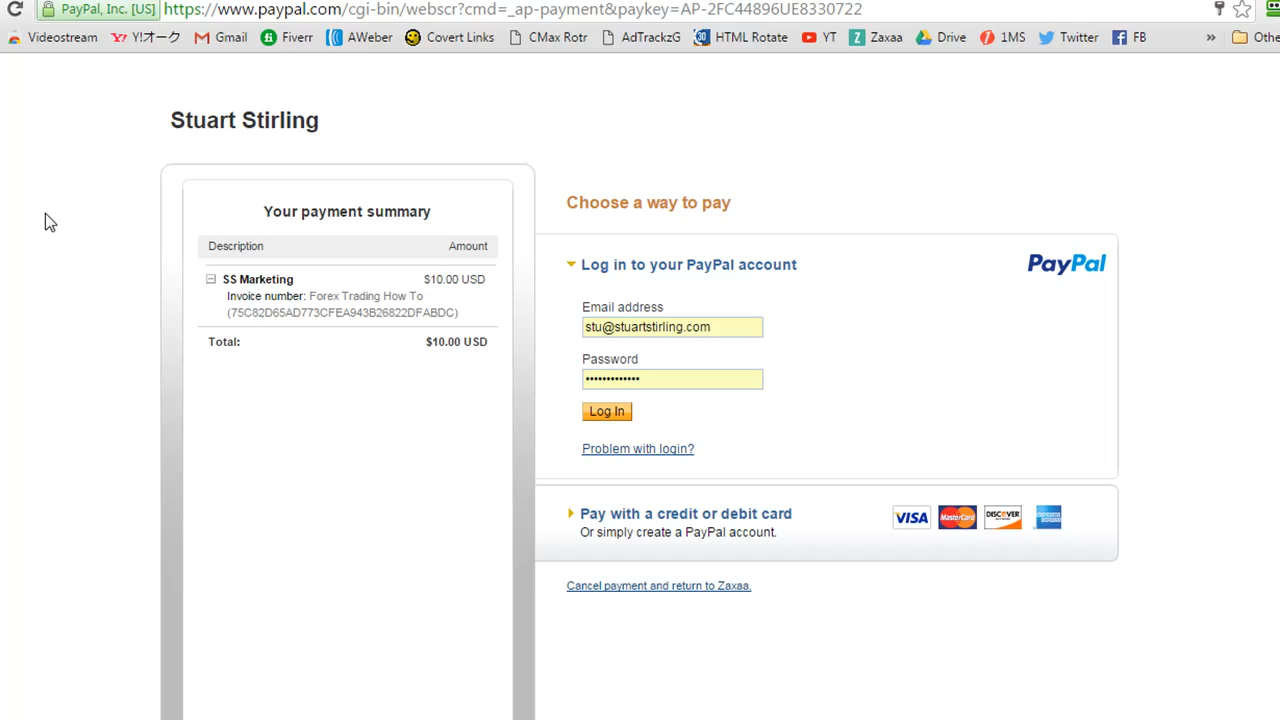 PayPal, Inc. [US] https://www.paypal.com/cgi-bin/webscr?cmd=_ap-payment&paykey=AP-2FC44896UE8330722
Videostream Y!オーク Gmail Fiverr AWeber Covert Links CMax Rotr AdTrackzG HTML Rotate YT Zaxaa Drive 1MS Twitter FB » Othe
Stuart Stirling
Your payment summary
Description Amount
SS Marketing $10.00 USD
Invoice number: Forex Trading How To
(75C82D65AD773CFEA943B26822DFABDC)
Total: $10.00 USD
Choose a way to pay
Log in to your PayPal account PayPal
Email address
stu@stuartstirling.com
Password
•••••••••••••
Log In
Problem with login?
Pay with a credit or debit card VISA MasterCard DISCOVER
Or simply create a PayPal account.
Cancel payment and return to Zaxaa.